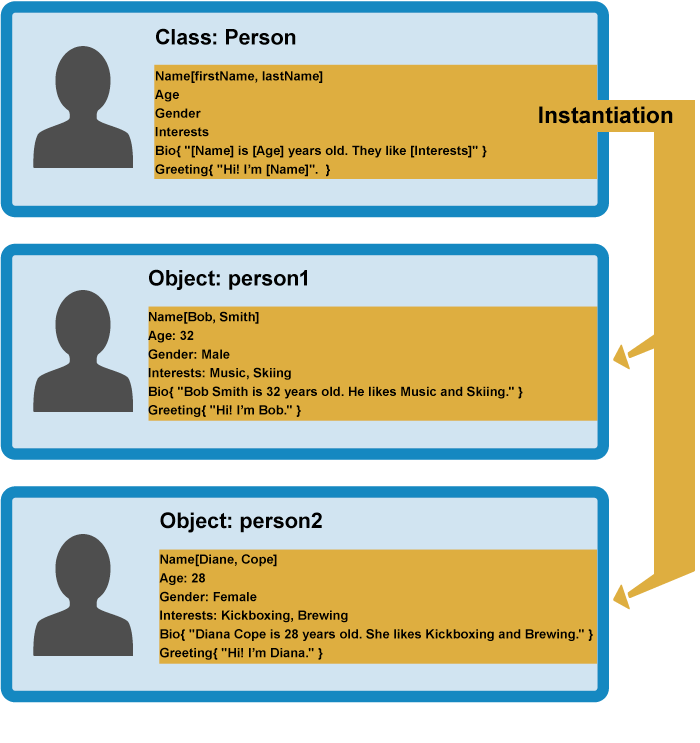 Class: Person
Name[firstName, lastName]
Age
Gender
Interests
Bio{ "[Name] is [Age] years old. They like [Interests]" }
Greeting{ "Hi! I'm [Name]".  }
Instantiation
Object: person1
Name[Bob, Smith]
Age: 32
Gender: Male
Interests: Music, Skiing
Bio{ "Bob Smith is 32 years old. He likes Music and Skiing." }
Greeting{ "Hi! I'm Bob." }
Object: person2
Name[Diane, Cope]
Age: 28
Gender: Female
Interests: Kickboxing, Brewing
Bio{ "Diana Cope is 28 years old. She likes Kickboxing and Brewing." }
Greeting{ "Hi! I'm Diana." }